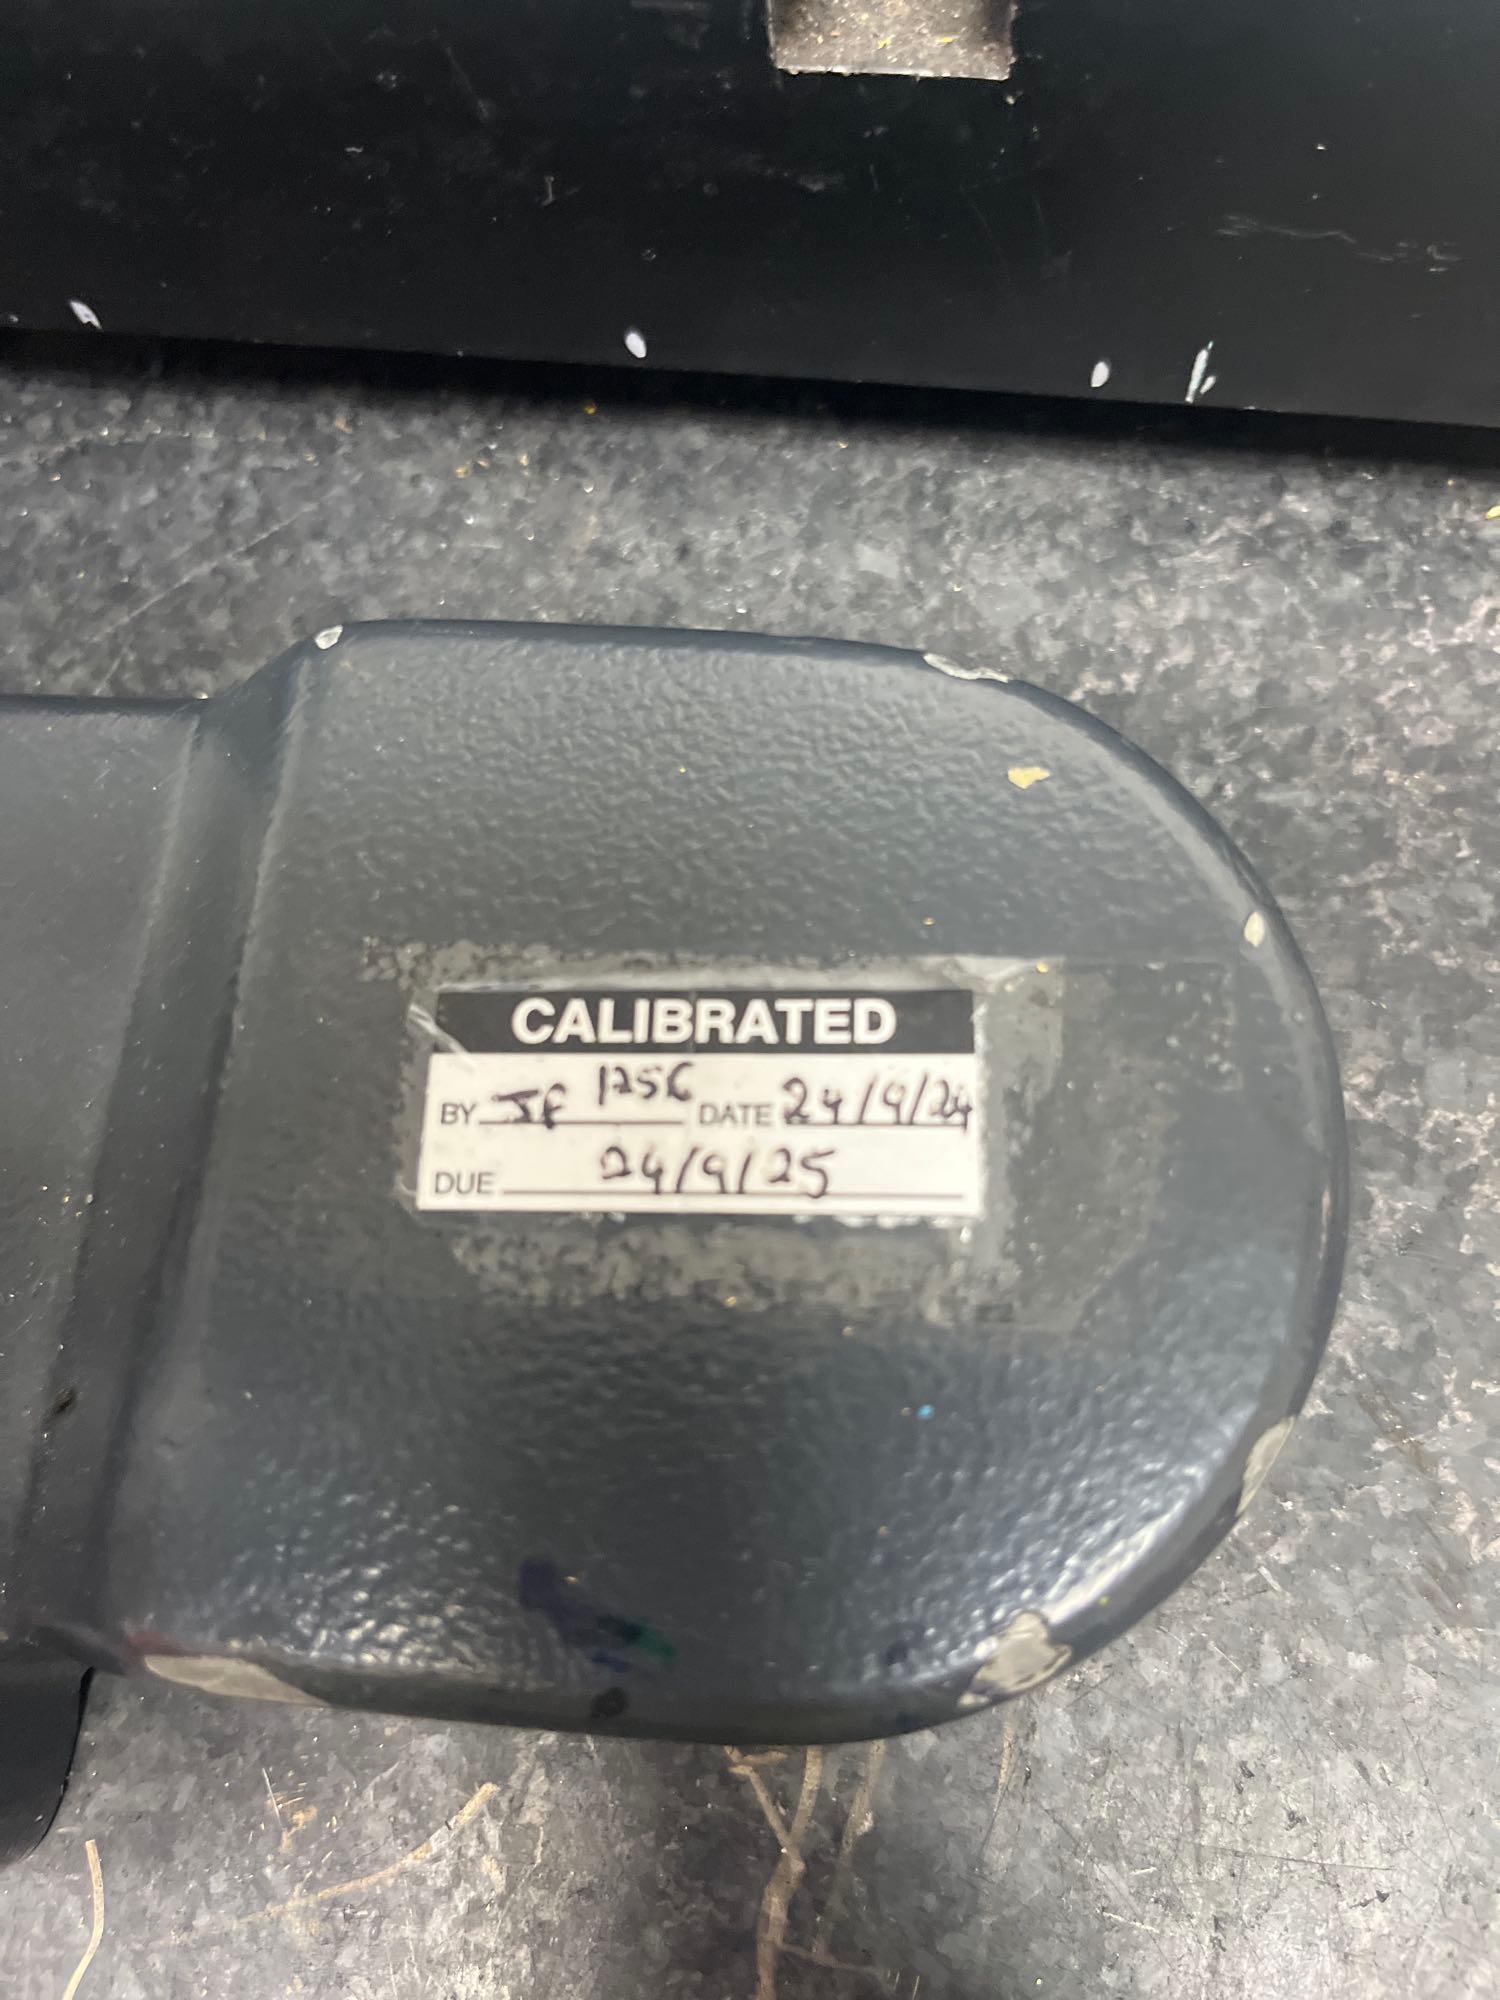 CALIBRATED
BY JF 1256 DATE 24/9/24
DUE 24/9/25